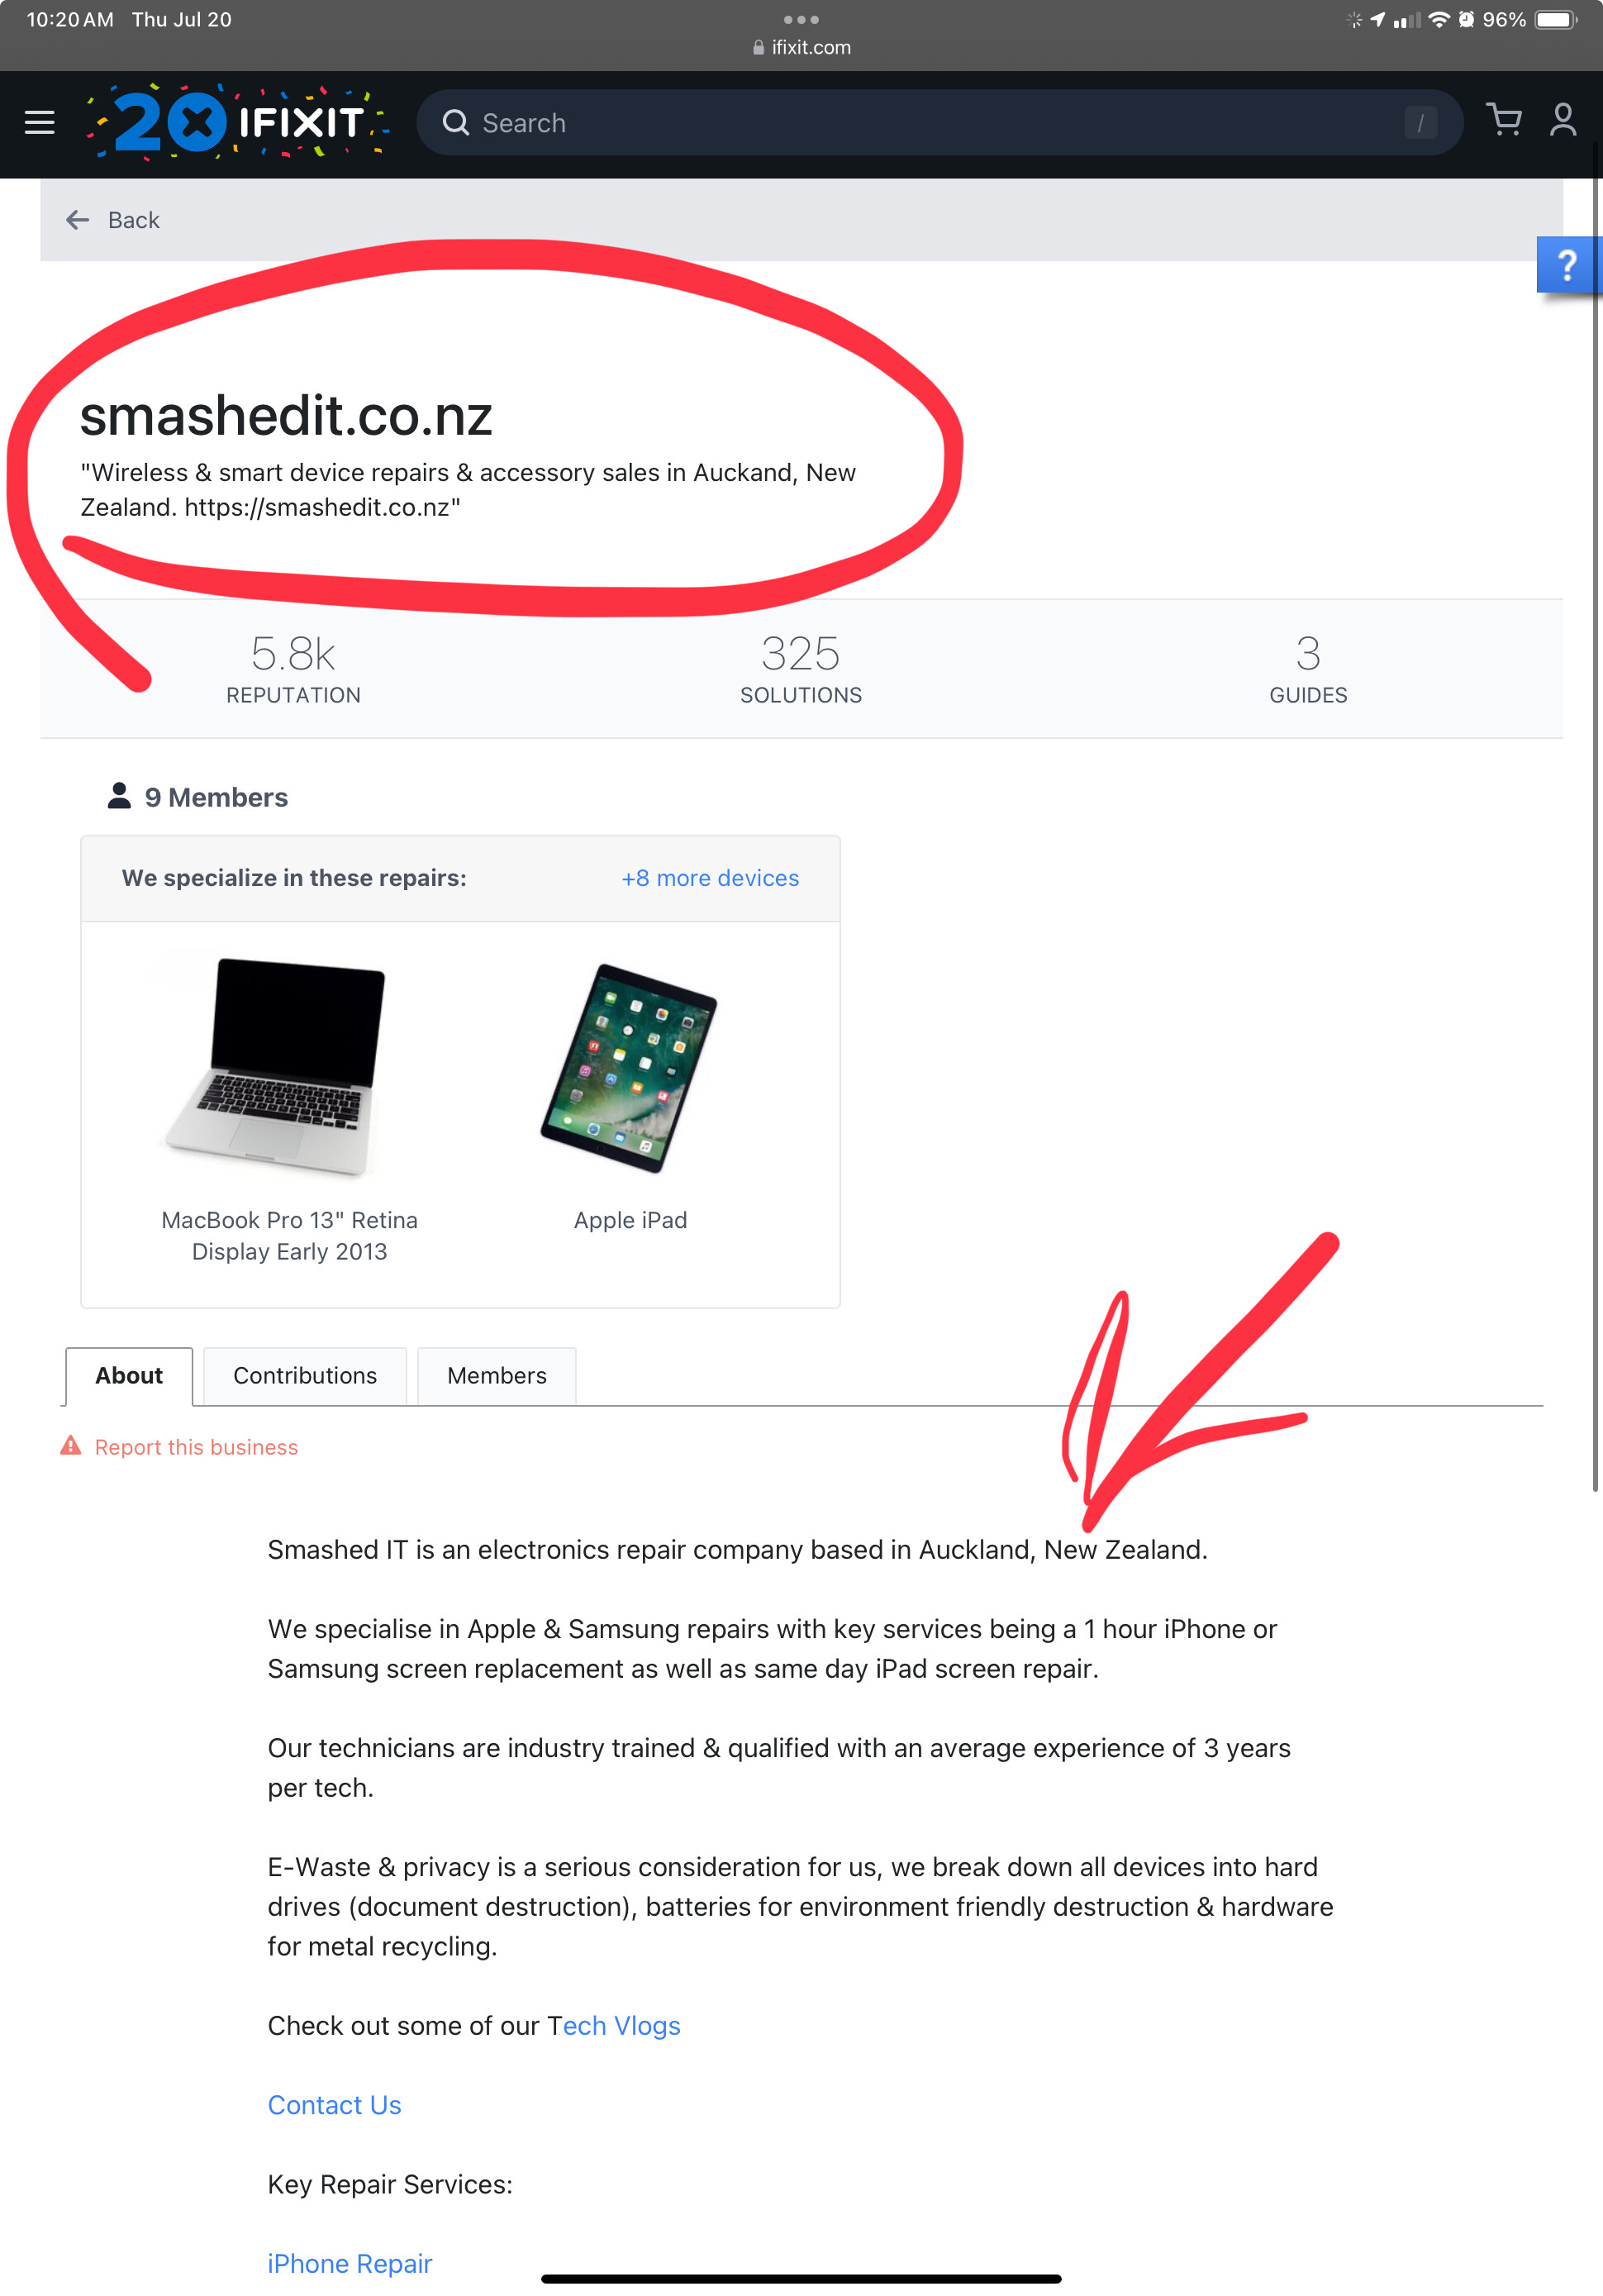 10:20 AM Thu Jul 20
96%
ifixit.com
20 IFIXIT
Search
/
Back
?
smashedit.co.nz
"Wireless & smart device repairs & accessory sales in Auckand, New
Zealand. https://smashedit.co.nz"
5.8k
REPUTATION
325
SOLUTIONS
3
GUIDES
9 Members
We specialize in these repairs:
+8 more devices
MacBook Pro 13" Retina
Display Early 2013
Apple iPad
About
Contributions
Members
Report this business
Smashed IT is an electronics repair company based in Auckland, New Zealand.
We specialise in Apple & Samsung repairs with key services being a 1 hour iPhone or
Samsung screen replacement as well as same day iPad screen repair.
Our technicians are industry trained & qualified with an average experience of 3 years
per tech.
E-Waste & privacy is a serious consideration for us, we break down all devices into hard
drives (document destruction), batteries for environment friendly destruction & hardware
for metal recycling.
Check out some of our Tech Vlogs
Contact Us
Key Repair Services:
iPhone Repair